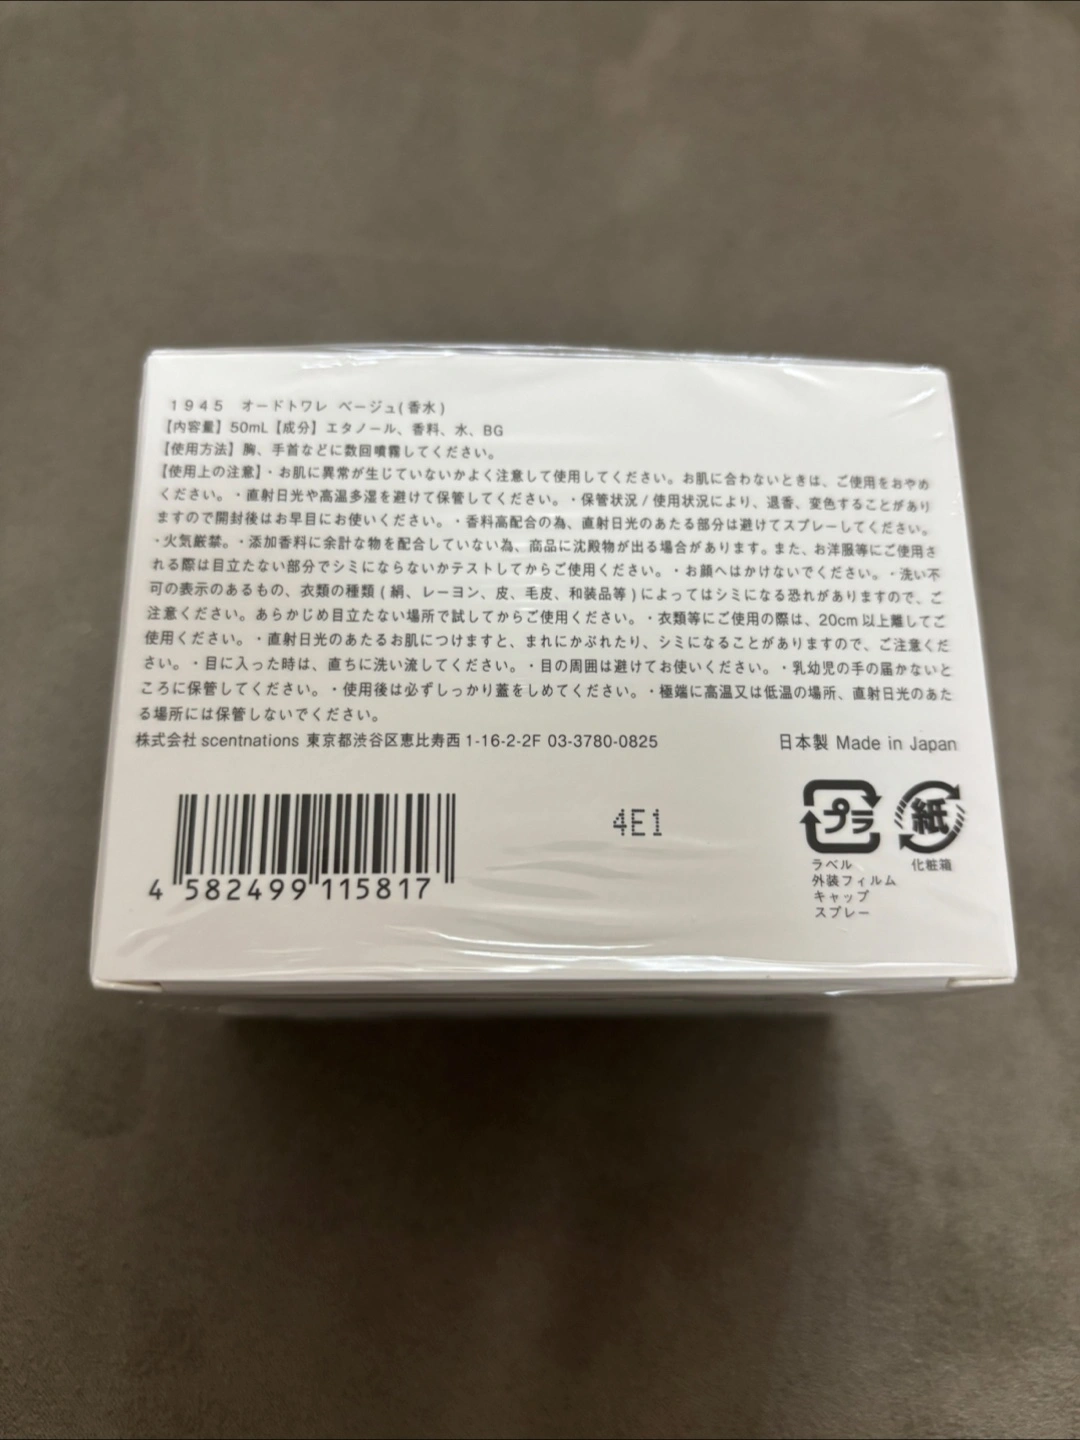 1945 オードトワレ ベージュ(香水)
【内容量】50mL【成分】エタノール、香料、水、BG
【使用方法】胸、手首などに数回噴霧してください。
【使用上の注意】・お肌に異常が生じていないかよく注意して使用してください。お肌に合わないときは、ご使用をおやめ
ください。・直射日光や高温多湿を避けて保管してください。・保管状況/使用状況により、退香、変色することがあり
ますので開封後はお早目にお使いください。・香料高配合の為、直射日光のあたる部分は避けてスプレーしてください。
・火気厳禁。・添加香料に余計な物を配合していない為、商品に沈殿物が出る場合があります。また、お洋服等にご使用さ
れる際は目立たない部分でシミにならないかテストしてからご使用ください。・お顔へはかけないでください。・洗い不
可の表示のあるもの、衣類の種類(絹、レーヨン、皮、毛皮、和装品等)によってはシミになる恐れがありますので、ご
注意ください。あらかじめ目立たない場所で試してからご使用ください。・衣類等にご使用の際は、20cm以上離してご
使用ください。・直射日光のあたるお肌につけますと、まれにかぶれたり、シミになることがありますので、ご注意くだ
さい。・目に入った時は、直ちに洗い流してください。・目の周囲は避けてお使いください。・乳幼児の手の届かないと
ころに保管してください。・使用後は必ずしっかり蓋をしめてください。・極端に高温又は低温の場所、直射日光のあた
る場所には保管しないでください。
株式会社 scentnations 東京都渋谷区恵比寿西 1-16-2-2F 03-3780-0825 日本製 Made in Japan
4 582499 115817
4E1
プラ
ラベル
外装フィルム
キャップ
スプレー
紙
化粧箱